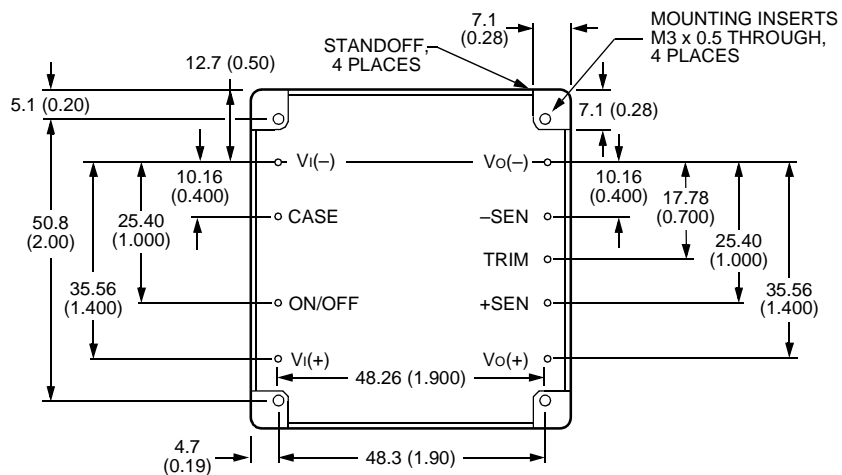 7.1
(0.28)
MOUNTING INSERTS
M3 x 0.5 THROUGH,
4 PLACES
STANDOFF,
4 PLACES
12.7 (0.50)
5.1 (0.20)
7.1 (0.28)
VI(–)
VO(–)
10.16
(0.400)
10.16
(0.400)
17.78
(0.700)
CASE
–SEN
50.8
(2.00)
25.40
(1.000)
25.40
(1.000)
TRIM
35.56
(1.400)
35.56
(1.400)
ON/OFF
+SEN
VI(+)
VO(+)
48.26 (1.900)
4.7
(0.19)
48.3 (1.90)